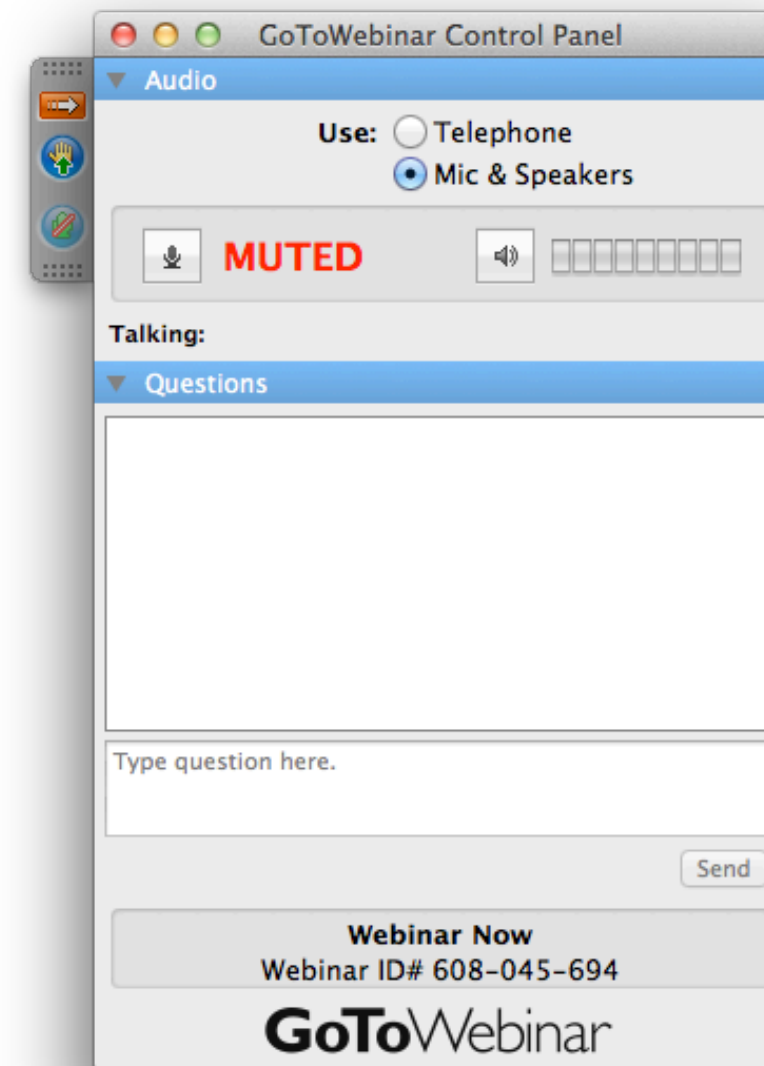 GoToWebinar Control Panel
Audio
Use: Telephone
Mic & Speakers
MUTED
Talking:
Questions
Type question here.
Send
Webinar Now
Webinar ID# 608-045-694
GoToWebinar